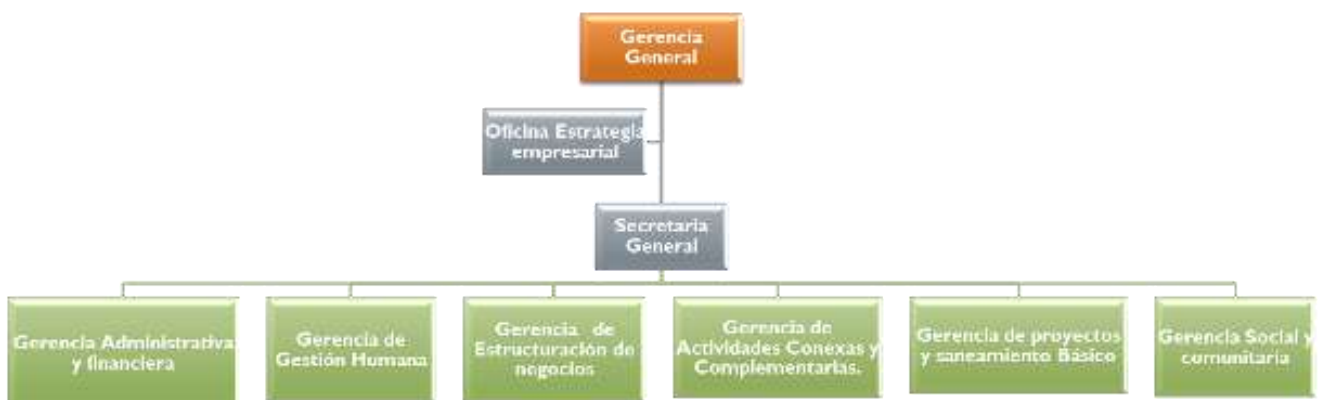 Gerencia
General
Oficina Estrategia
empresarial
Secretaria
General
Gerencia Administrativa
y financiera
Gerencia de
Gestión Humana
Gerencia de
Estructuración de
negocios
Gerencia de
Actividades Conexas y
Complementarias.
Gerencia de proyectos
y saneamiento Básico
Gerencia Social y
comunitaria